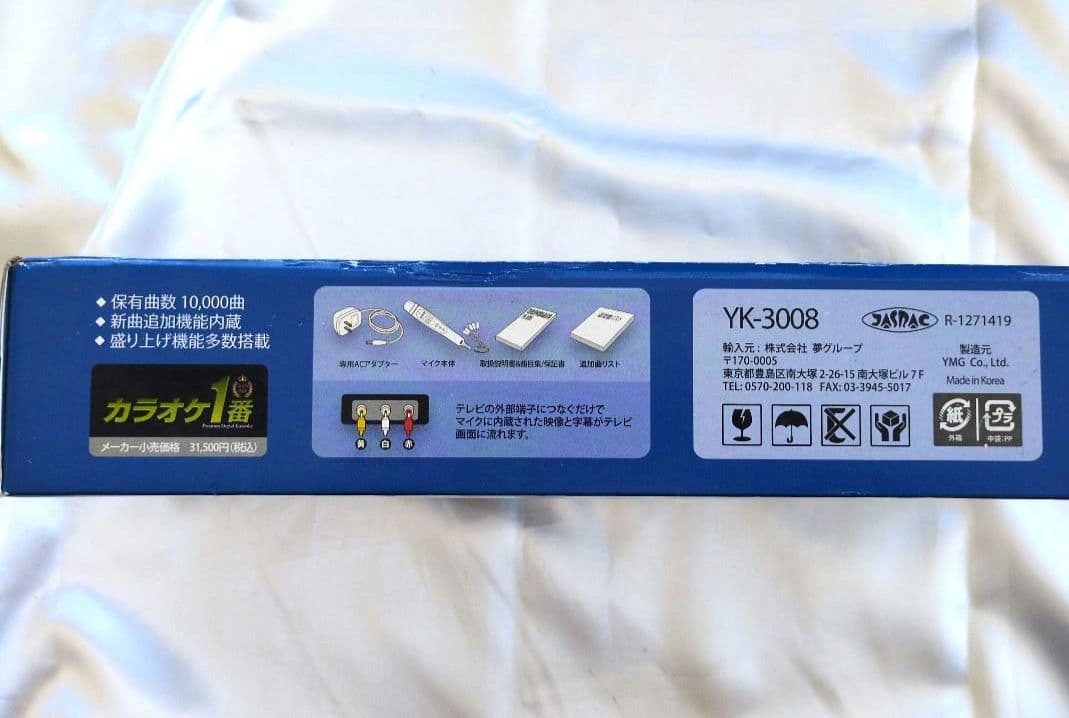 ◆ 保有曲数 10,000曲
◆ 新曲追加機能内蔵
◆ 盛り上げ機能多数搭載
カラオケ1番
Premium Digital Karaoke
メーカー小売価格 31,500円(税込)
専用ACアダプター
マイク本体
取扱説明書&曲目集/保証書
追加曲リスト
黄 白 赤
テレビの外部端子につなぐだけで
マイクに内蔵された映像と字幕がテレビ
画面に流れます。
YK-3008
JASRAC R-1271419
輸入元 : 株式会社 夢グループ
〒170-0005
東京都豊島区南大塚 2-26-15 南大塚ビル 7 F
TEL: 0570-200-118 FAX: 03-3945-5017
製造元
YMG Co., Ltd.
Made in Korea
紙
外箱
プラ
中袋:PP